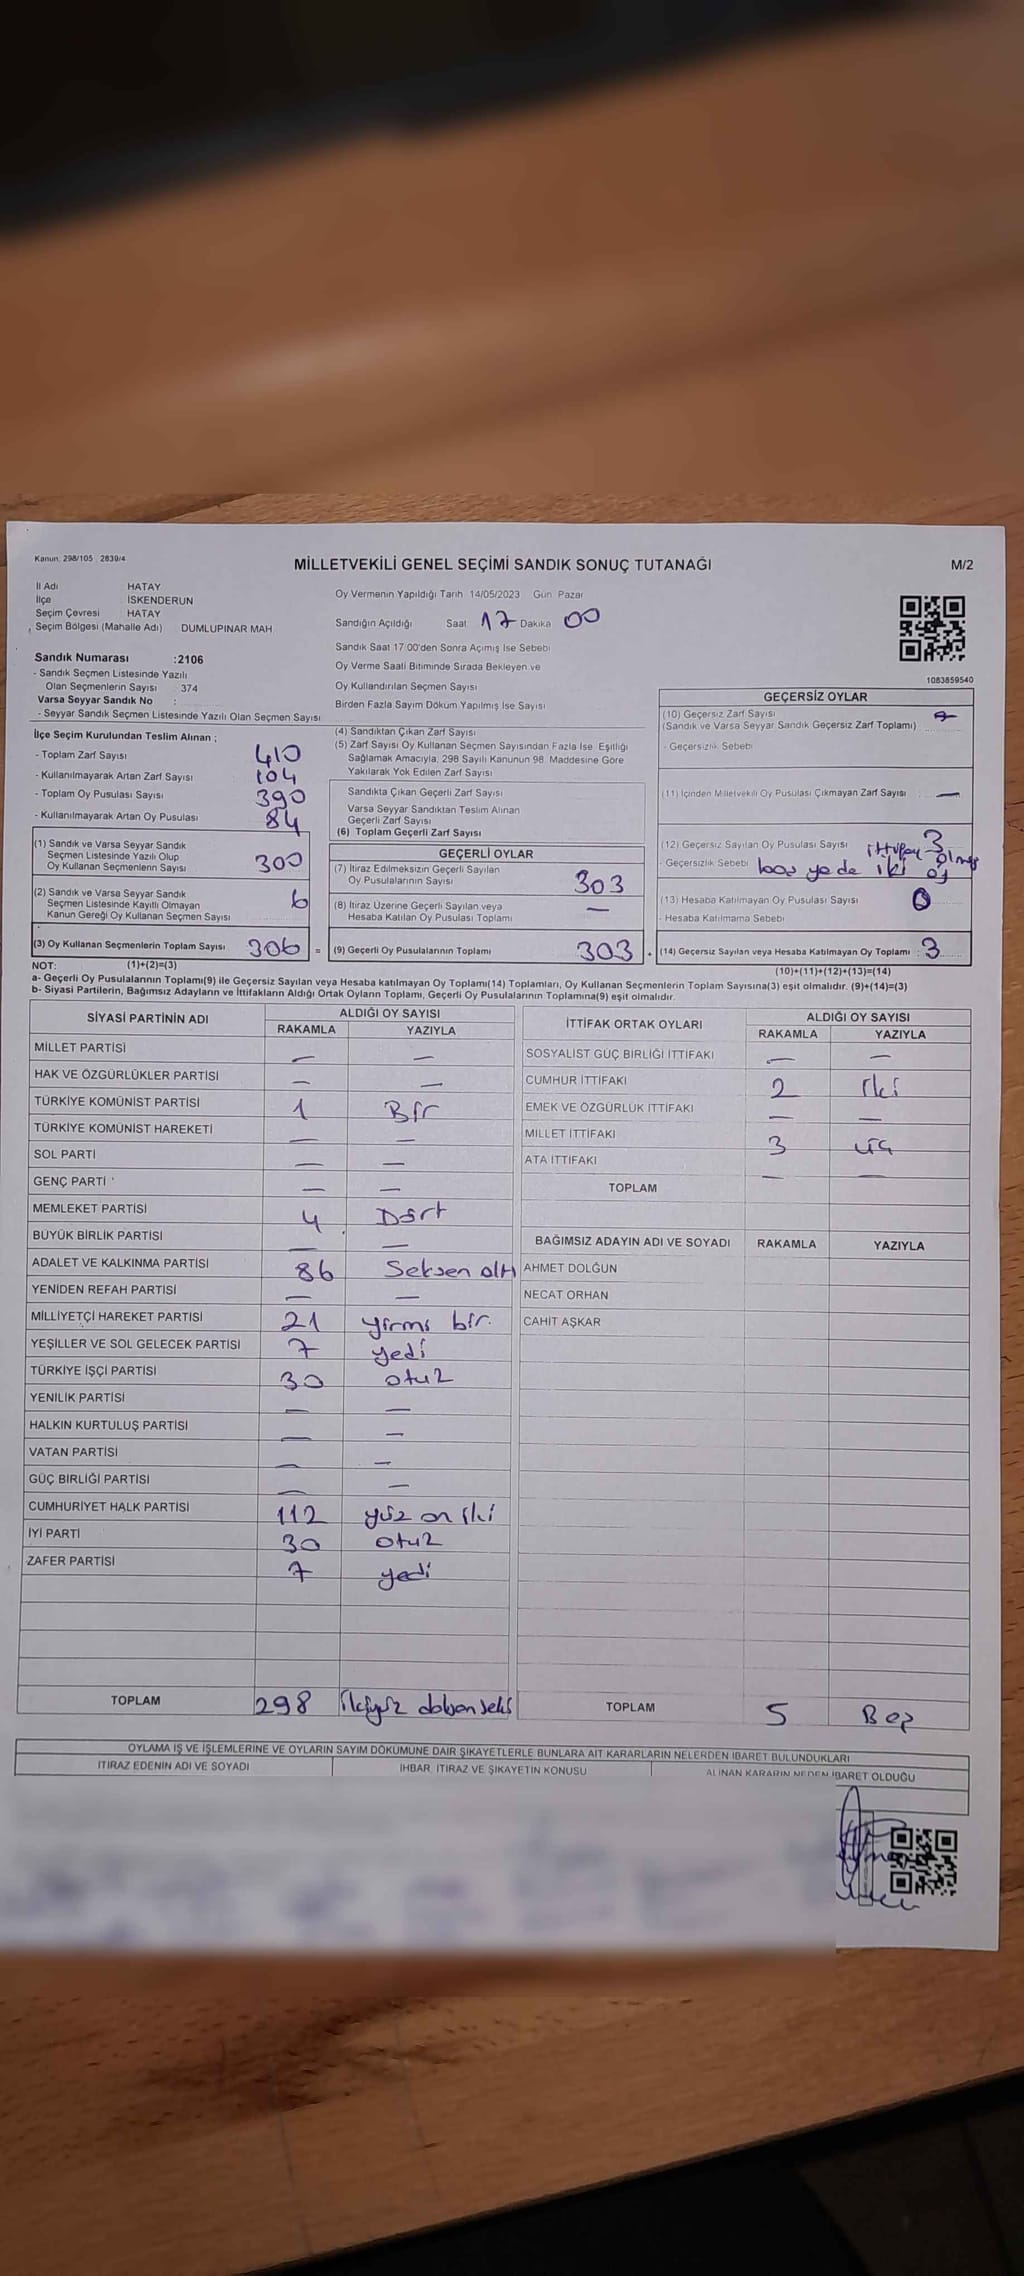 Kanun: 298/105 2839/4
MİLLETVEKİLİ GENEL SEÇİMİ SANDIK SONUÇ TUTANAĞI
M/2
İl Adı HATAY
İlçe İSKENDERUN
Seçim Çevresi HATAY
Seçim Bölgesi (Mahalle Adı) DUMLUPINAR MAH.
Sandık Numarası :2106
- Sandık Seçmen Listesinde Yazılı
Olan Seçmenlerin Sayısı : 374
Varsa Seyyar Sandık No :
- Seyyar Sandık Seçmen Listesinde Yazılı Olan Seçmen Sayısı
Oy Vermenin Yapıldığı Tarih 14/05/2023 Gün Pazar
Sandığın Açıldığı Saat 17 Dakika 00
Sandık Saat 17:00'den Sonra Açımış İse Sebebi
Oy Verme Saati Bitiminde Sırada Bekleyen ve
Oy Kullandırılan Seçmen Sayısı
Birden Fazla Sayım Döküm Yapılmış İse Sayısı
1083859540
İlçe Seçim Kurulundan Teslim Alınan ;
- Toplam Zarf Sayısı 410
- Kullanılmayarak Artan Zarf Sayısı 104
- Toplam Oy Pusulası Sayısı 390
- Kullanılmayarak Artan Oy Pusulası 84
(1) Sandık ve Varsa Seyyar Sandık
Seçmen Listesinde Yazılı Olup
Oy Kullanan Seçmenlerin Sayısı 300
(2) Sandık ve Varsa Seyyar Sandık
Seçmen Listesinde Kayıtlı Olmayan
Kanun Gereği Oy Kullanan Seçmen Sayısı 6
(3) Oy Kullanan Seçmenlerin Toplam Sayısı 306 =
(4) Sandıktan Çıkan Zarf Sayısı
(5) Zarf Sayısı Oy Kullanan Seçmen Sayısından Fazla İse Eşitliği
Sağlamak Amacıyla, 298 Sayılı Kanunun 98. Maddesine Göre
Yakılarak Yok Edilen Zarf Sayısı
Sandıkta Çıkan Geçerli Zarf Sayısı
Varsa Seyyar Sandıktan Teslim Alınan
Geçerli Zarf Sayısı
(6) Toplam Geçerli Zarf Sayısı
GEÇERLİ OYLAR
(7) İtiraz Edilmeksizin Geçerli Sayılan
Oy Pusulalarının Sayısı 303
(8) İtiraz Üzerine Geçerli Sayılan veya
Hesaba Katılan Oy Pusulası Toplamı —
(9) Geçerli Oy Pusulalarının Toplamı 303
GEÇERSİZ OYLAR
(10) Geçersiz Zarf Sayısı
(Sandık ve Varsa Seyyar Sandık Geçersiz Zarf Toplamı)
- Geçersizlik Sebebi
(11) İçinden Milletvekili Oy Pusulası Çıkmayan Zarf Sayısı : —
(12) Geçersiz Sayılan Oy Pusulası Sayısı 3
- Geçersizlik Sebebi boş ya da iki oy
(13) Hesaba Katılmayan Oy Pusulası Sayısı 0
- Hesaba Katılmama Sebebi
(14) Geçersiz Sayılan veya Hesaba Katılmayan Oy Toplamı : 3
NOT: (1)+(2)=(3)
(10)+(11)+(12)+(13)=(14)
a- Geçerli Oy Pusulalarının Toplamı(9) ile Geçersiz Sayılan veya Hesaba katılmayan Oy Toplamı(14) Toplamları, Oy Kullanan Seçmenlerin Toplam Sayısına(3) eşit olmalıdır. (9)+(14)=(3)
b- Siyasi Partilerin, Bağımsız Adayların ve İttifakların Aldığı Ortak Oyların Toplamı, Geçerli Oy Pusulalarının Toplamına(9) eşit olmalıdır.
SİYASİ PARTİNİN ADI
ALDIĞI OY SAYISI
RAKAMLA YAZIYLA
MİLLET PARTİSİ — —
HAK VE ÖZGÜRLÜKLER PARTİSİ — —
TÜRKİYE KOMÜNİST PARTİSİ 1 Bir
TÜRKİYE KOMÜNİST HAREKETİ — —
SOL PARTİ — —
GENÇ PARTİ — —
MEMLEKET PARTİSİ 4 Dört
BÜYÜK BİRLİK PARTİSİ — —
ADALET VE KALKINMA PARTİSİ 86 Seksen altı
YENİDEN REFAH PARTİSİ — —
MİLLİYETÇİ HAREKET PARTİSİ 21 yirmi bir.
YEŞİLLER VE SOL GELECEK PARTİSİ 7 yedi
TÜRKİYE İŞÇİ PARTİSİ 30 otuz
YENİLİK PARTİSİ — —
HALKIN KURTULUŞ PARTİSİ — —
VATAN PARTİSİ — —
GÜÇ BİRLİĞİ PARTİSİ — —
CUMHURİYET HALK PARTİSİ 112 yüz on iki
İYİ PARTİ 30 otuz
ZAFER PARTİSİ 7 yedi
TOPLAM 298 ikiyüz doksan sekiz
İTTİFAK ORTAK OYLARI
ALDIĞI OY SAYISI
RAKAMLA YAZIYLA
SOSYALİST GÜÇ BİRLİĞİ İTTİFAKI — —
CUMHUR İTTİFAKI 2 iki
EMEK VE ÖZGÜRLÜK İTTİFAKI — —
MİLLET İTTİFAKI 3 üç
ATA İTTİFAKI — —
TOPLAM
BAĞIMSIZ ADAYIN ADI VE SOYADI RAKAMLA YAZIYLA
AHMET DOLĞUN
NECAT ORHAN
CAHİT AŞKAR
TOPLAM 5 Beş
OYLAMA İŞ VE İŞLEMLERİNE VE OYLARIN SAYIM DÖKÜMÜNE DAİR ŞİKAYETLERLE BUNLARA AİT KARARLARIN NELERDEN İBARET BULUNDUKLARI
İTİRAZ EDENİN ADI VE SOYADI
İHBAR, İTİRAZ VE ŞİKAYETİN KONUSU
ALINAN KARARIN NEDEN İBARET OLDUĞU